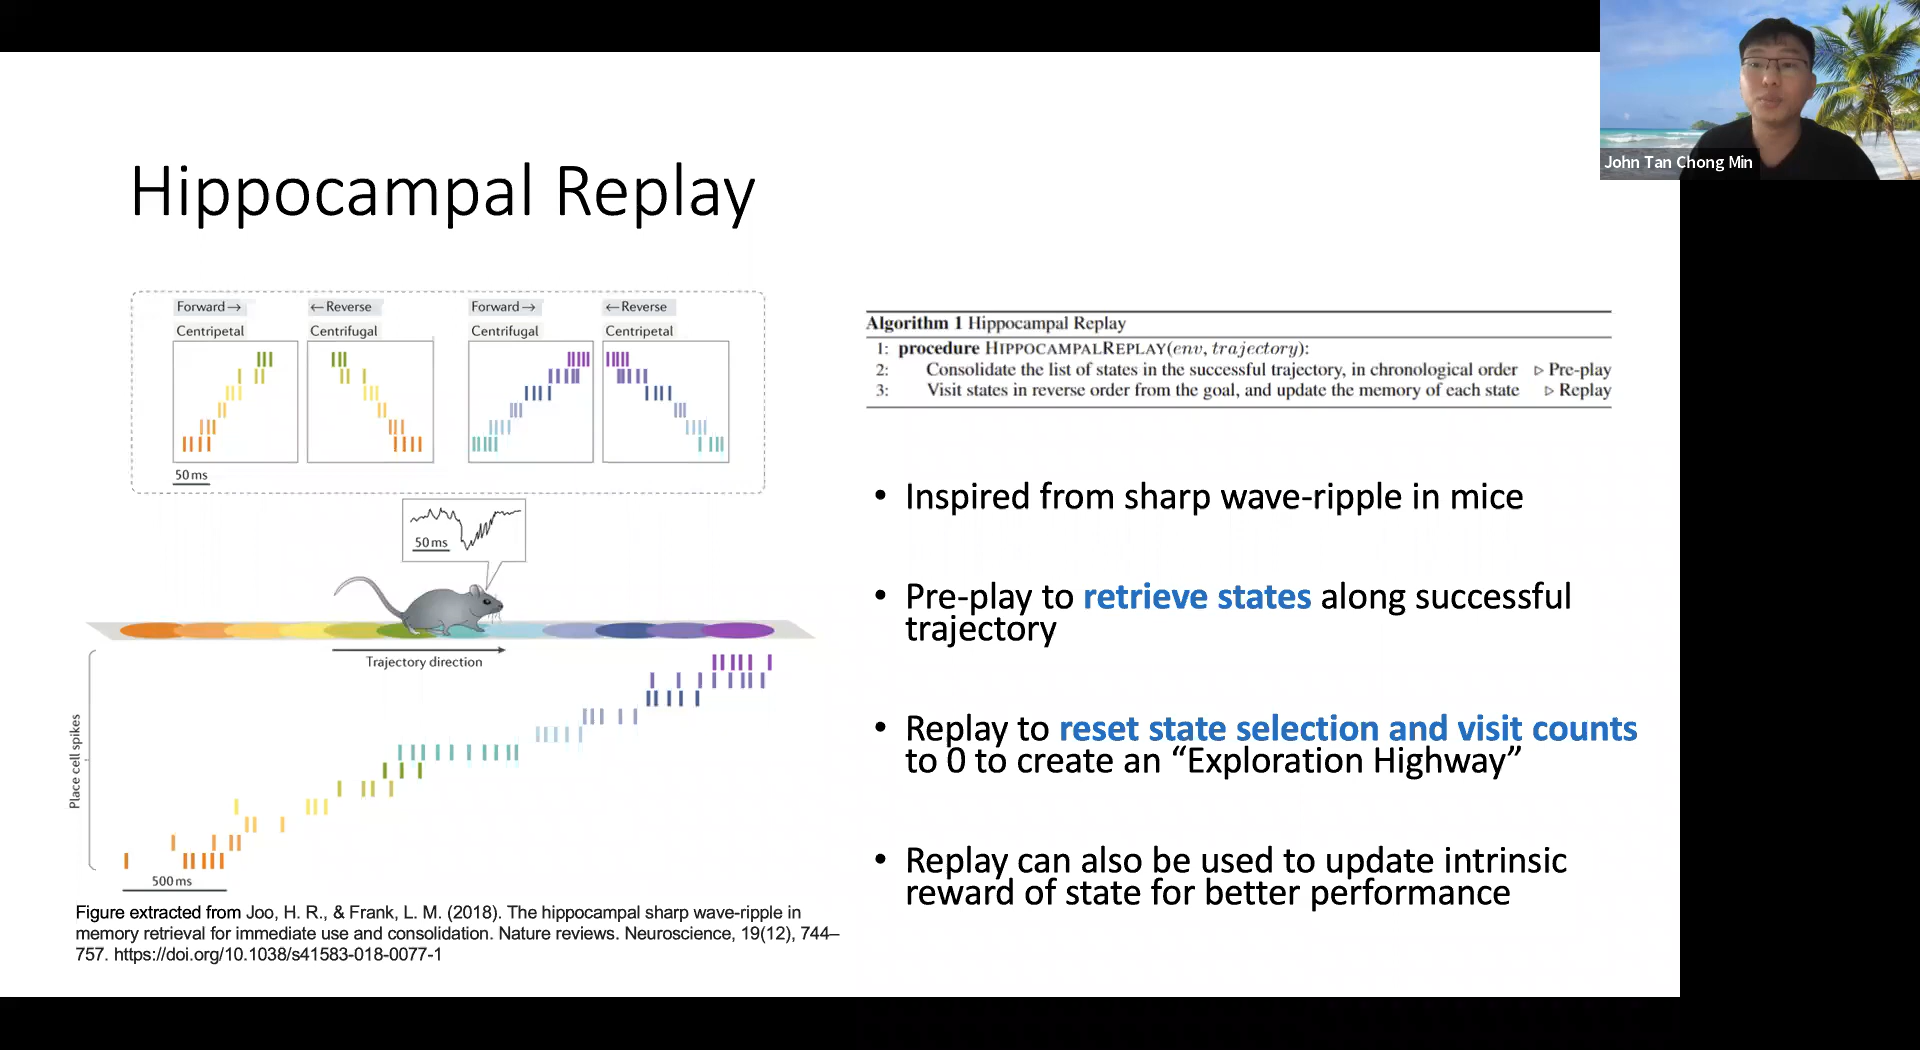 John Tan Chong Min
Hippocampal Replay
Forward→
←Reverse
Forward→
←Reverse
Centripetal
Centrifugal
Centrifugal
Centripetal
50 ms
50 ms
Trajectory direction
Place cell spikes
500 ms
Figure extracted from Joo, H. R., & Frank, L. M. (2018). The hippocampal sharp wave-ripple in
memory retrieval for immediate use and consolidation. Nature reviews. Neuroscience, 19(12), 744–
757. https://doi.org/10.1038/s41583-018-0077-1
Algorithm 1 Hippocampal Replay
1: procedure HIPPOCAMPALREPLAY(env, trajectory):
2: Consolidate the list of states in the successful trajectory, in chronological order ▷ Pre-play
3: Visit states in reverse order from the goal, and update the memory of each state ▷ Replay
• Inspired from sharp wave-ripple in mice
• Pre-play to retrieve states along successful
trajectory
• Replay to reset state selection and visit counts
to 0 to create an “Exploration Highway”
• Replay can also be used to update intrinsic
reward of state for better performance